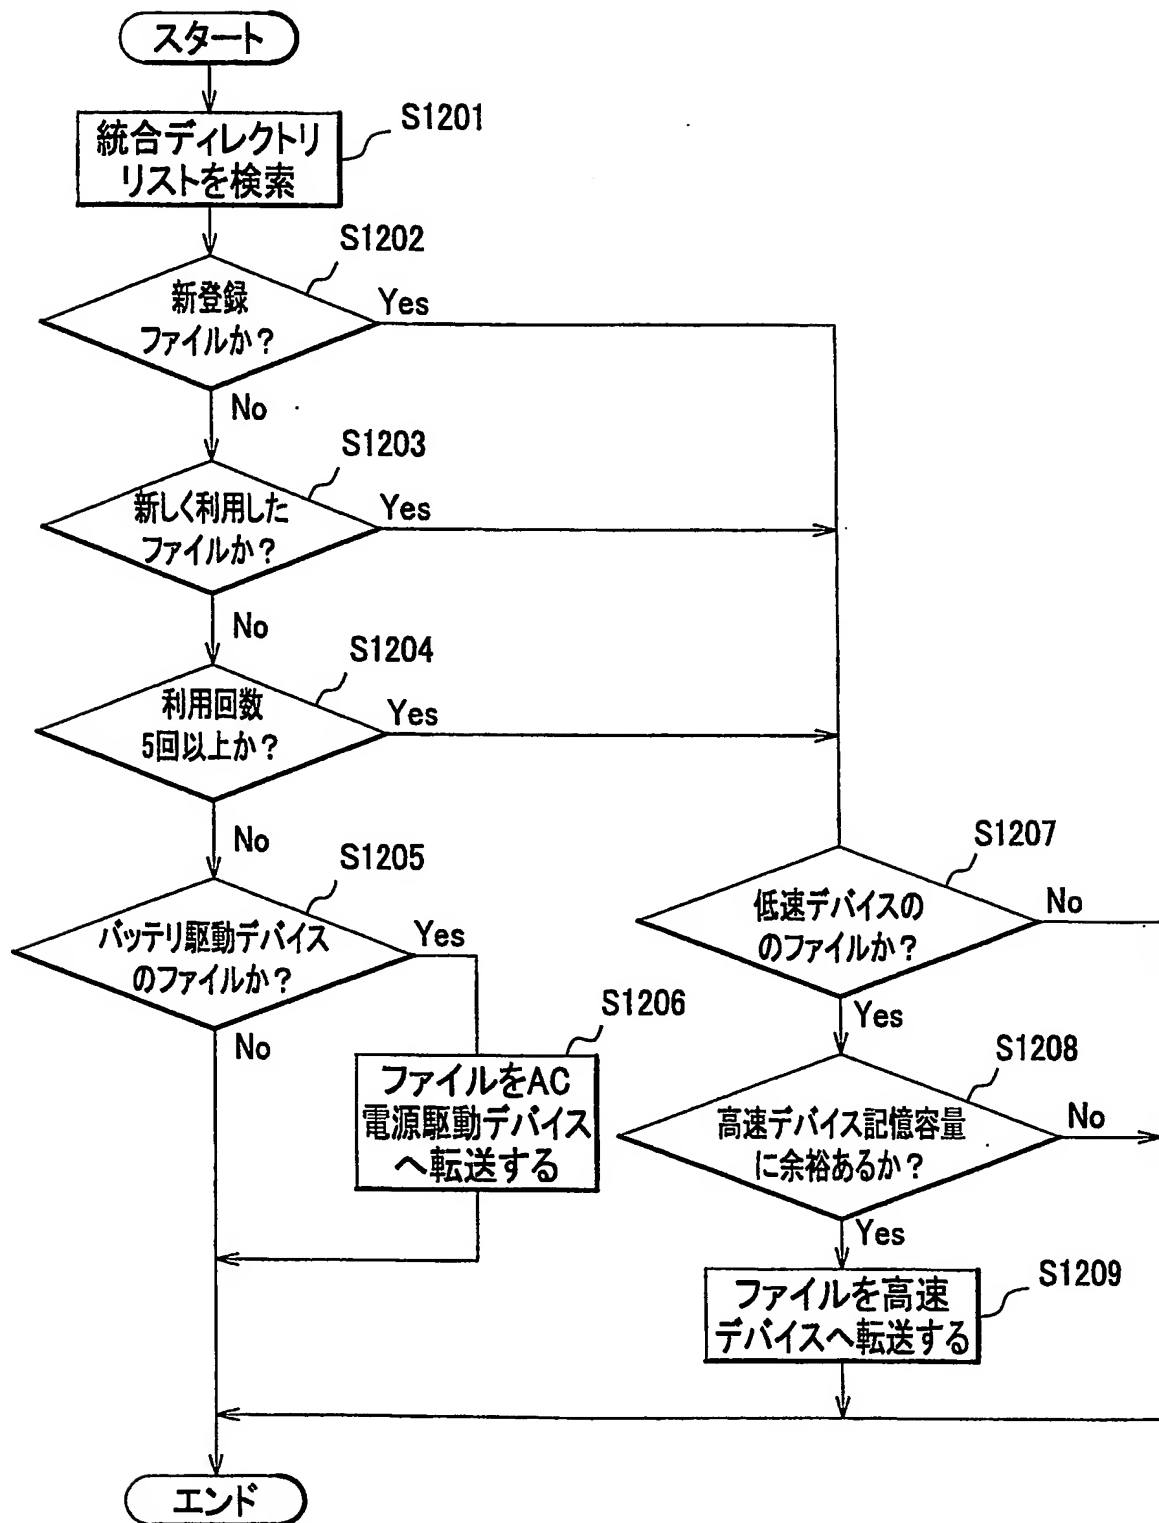 スタート
統合ディレクトリ
リストを検索
S1201
S1202
新登録
ファイルか？
Yes
No
S1203
新しく利用した
ファイルか？
Yes
No
S1204
利用回数
5回以上か？
Yes
No
S1205
バッテリ駆動デバイス
のファイルか？
Yes
No
S1206
ファイルをAC
電源駆動デバイス
へ転送する
S1207
低速デバイスの
のファイルか？
No
Yes
S1208
高速デバイス記憶容量
に余裕あるか？
No
Yes
S1209
ファイルを高速
デバイスへ転送する
エンド